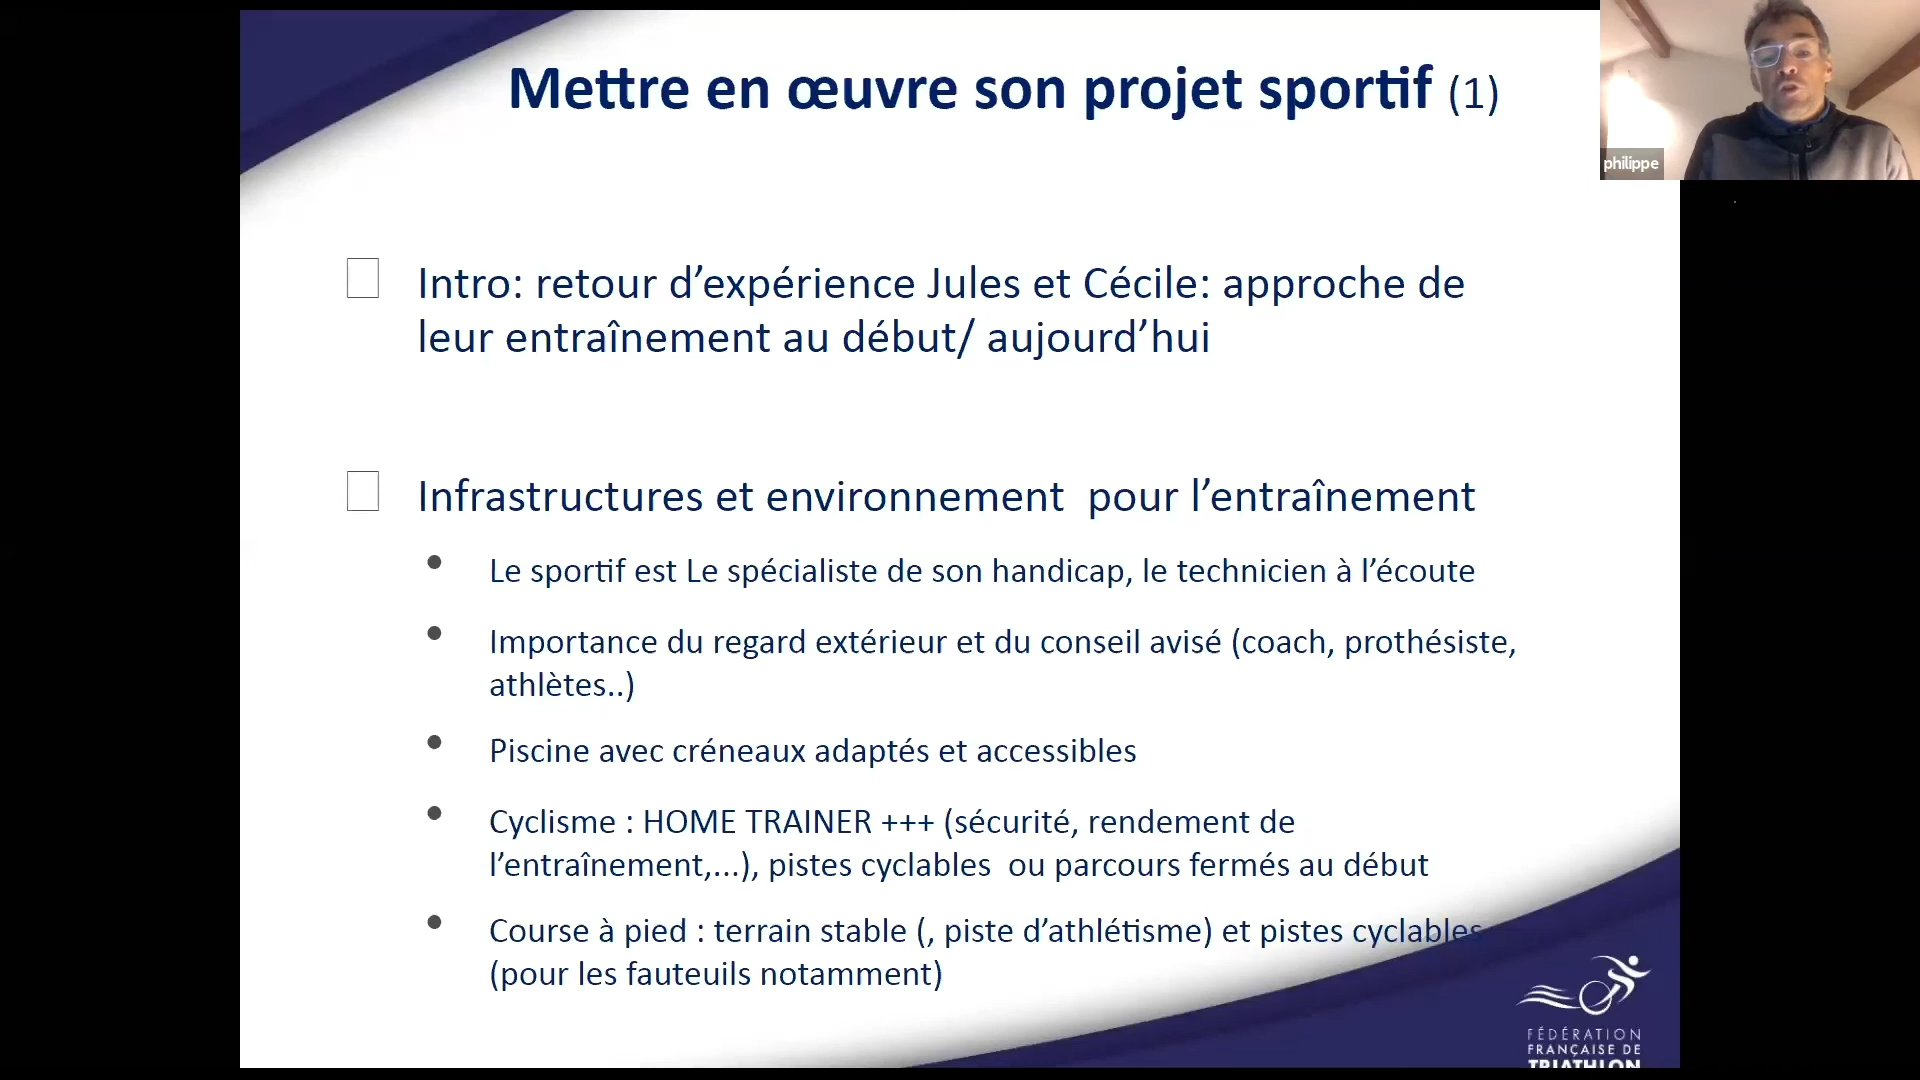 Mettre en œuvre son projet sportif (1)
philippe
Intro: retour d’expérience Jules et Cécile: approche de
leur entraînement au début/ aujourd’hui
Infrastructures et environnement  pour l’entraînement
• Le sportif est Le spécialiste de son handicap, le technicien à l’écoute
• Importance du regard extérieur et du conseil avisé (coach, prothésiste,
athlètes..)
• Piscine avec créneaux adaptés et accessibles
• Cyclisme : HOME TRAINER +++ (sécurité, rendement de
l’entraînement,...), pistes cyclables  ou parcours fermés au début
• Course à pied : terrain stable (, piste d’athlétisme) et pistes cyclables
(pour les fauteuils notamment)
FÉDÉRATION
FRANÇAISE DE
TRIATHLON